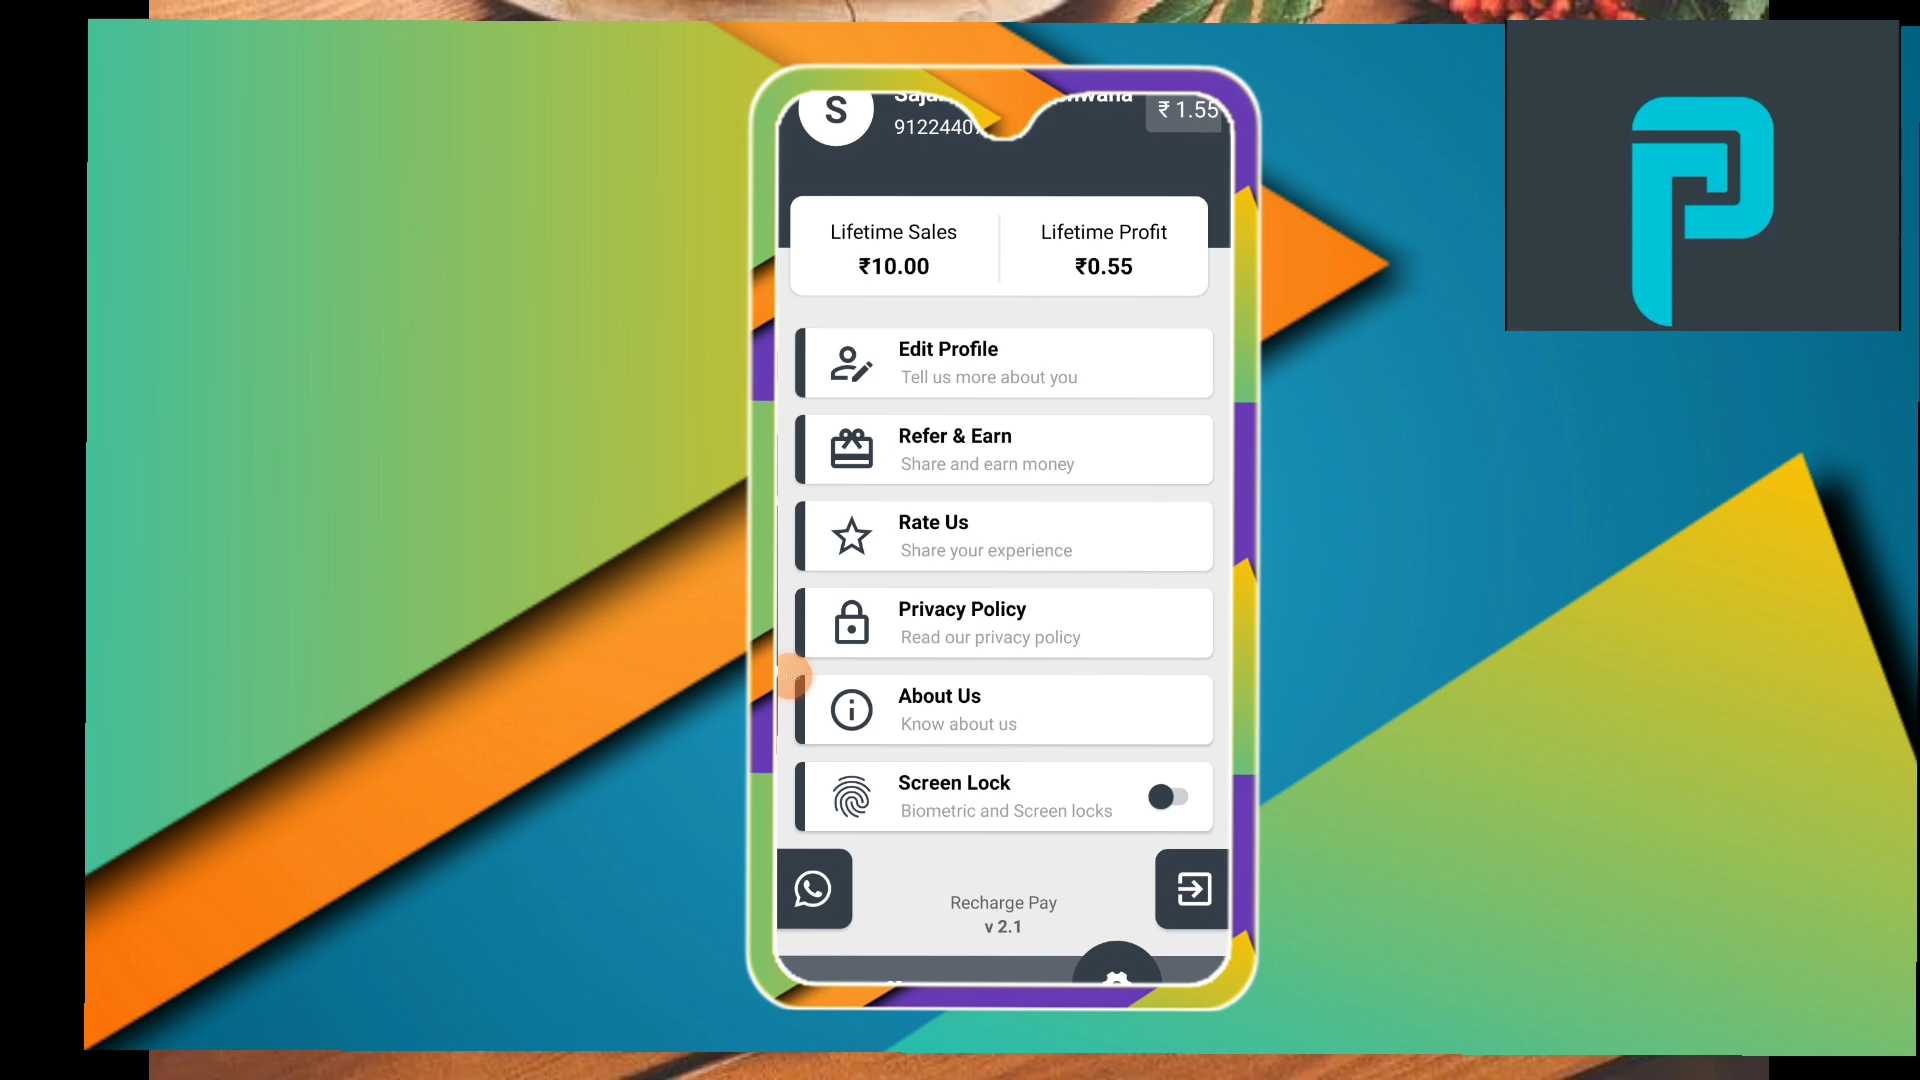 S
₹ 1.55
9122440
Lifetime Sales
₹10.00
Lifetime Profit
₹0.55
Edit Profile
Tell us more about you
Refer & Earn
Share and earn money
Rate Us
Share your experience
Privacy Policy
Read our privacy policy
About Us
Know about us
Screen Lock
Biometric and Screen locks
Recharge Pay
v 2.1